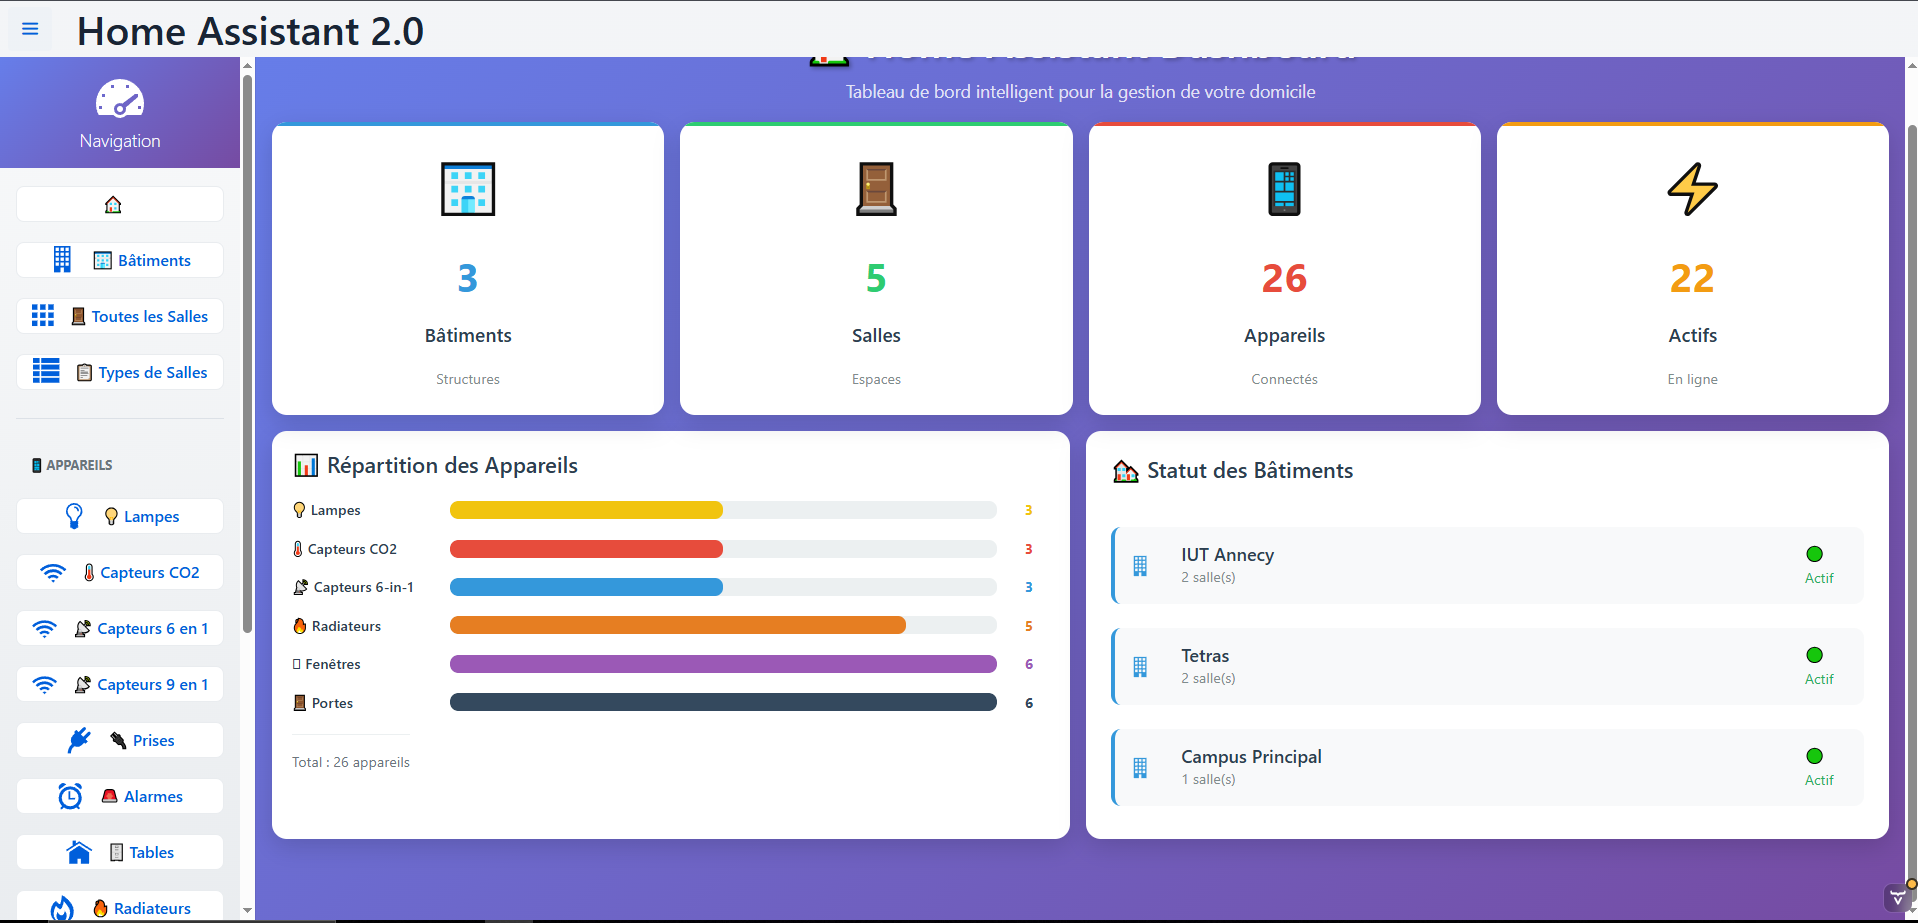 Home Assistant 2.0
Navigation
Bâtiments
Toutes les Salles
Types de Salles
APPAREILS
Lampes
Capteurs CO2
Capteurs 6 en 1
Capteurs 9 en 1
Prises
Alarmes
Tables
Radiateurs
Tableau de bord intelligent pour la gestion de votre domicile
3
Bâtiments
Structures
5
Salles
Espaces
26
Appareils
Connectés
22
Actifs
En ligne
Répartition des Appareils
Lampes 3
Capteurs CO2 3
Capteurs 6-in-1 3
Radiateurs 5
Fenêtres 6
Portes 6
Total : 26 appareils
Statut des Bâtiments
IUT Annecy
2 salle(s)
Actif
Tetras
2 salle(s)
Actif
Campus Principal
1 salle(s)
Actif